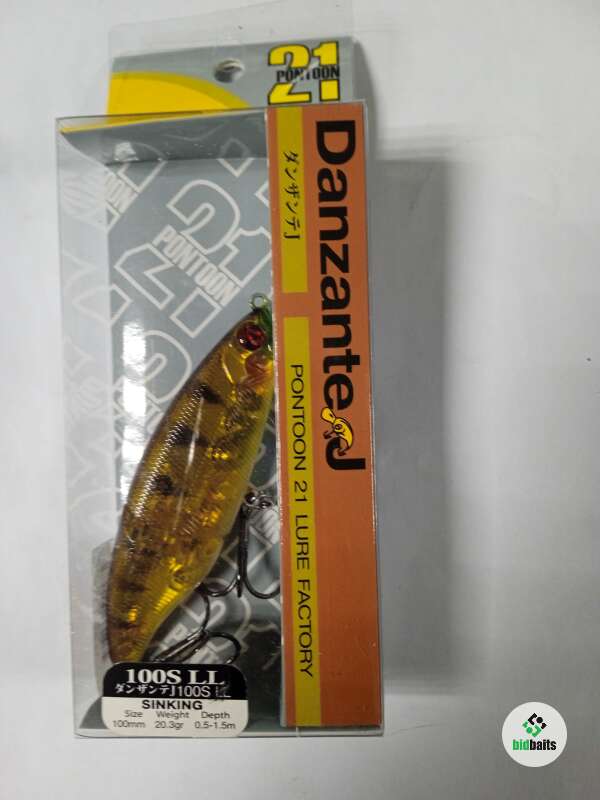 21
PONTOON
Danzante J
ダンザンテJ
PONTOON 21 LURE FACTORY
21
PONTOON
100S LL
ダンザンテJ100S LL
SINKING
Size Weight Depth
100mm 20.3gr 0.5-1.5m
bidbaits